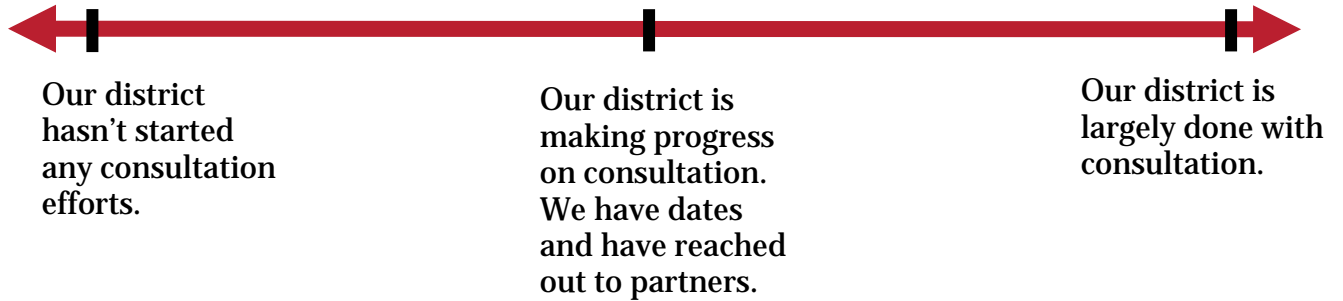 Our district
hasn’t started
any consultation
efforts.
Our district is
making progress
on consultation.
We have dates
and have reached
out to partners.
Our district is
largely done with
consultation.